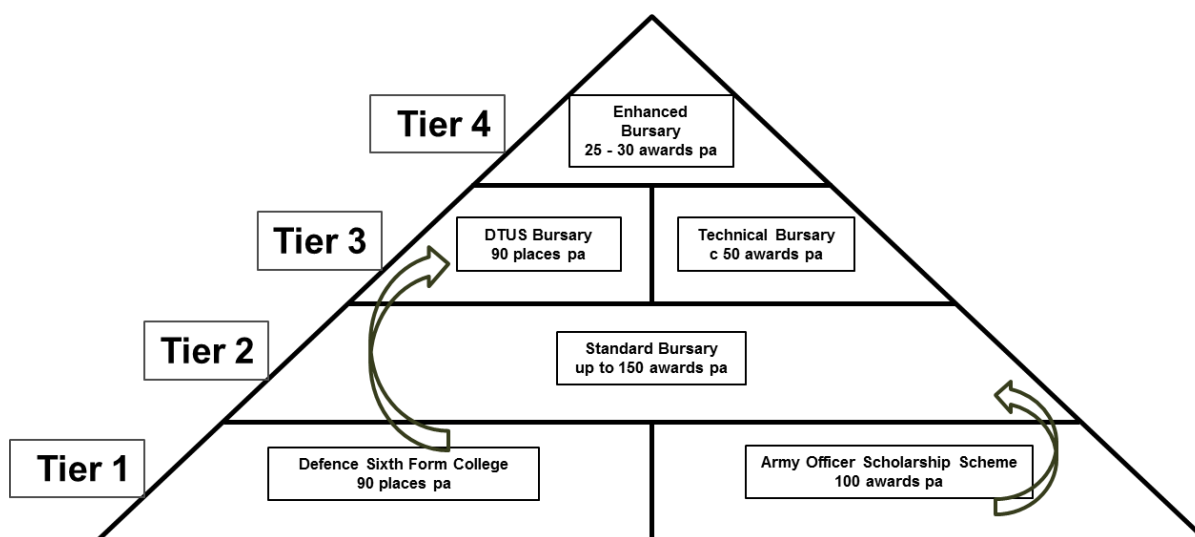 Tier 4
Enhanced
Bursary
25 - 30 awards pa
Tier 3
DTUS Bursary
90 places pa
Technical Bursary
c 50 awards pa
Tier 2
Standard Bursary
up to 150 awards pa
Tier 1
Defence Sixth Form College
90 places pa
Army Officer Scholarship Scheme
100 awards pa